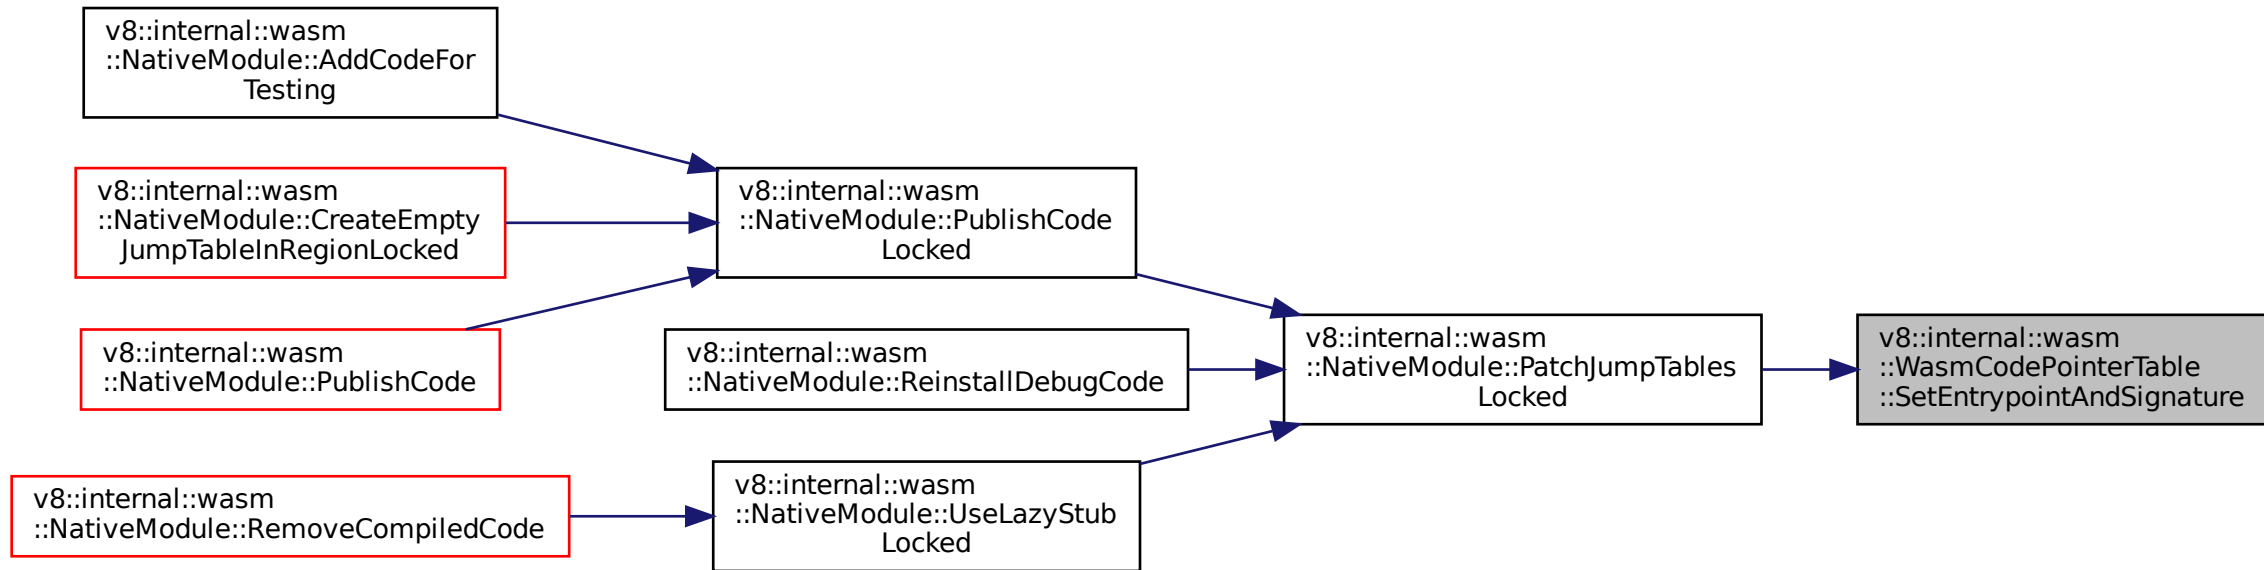 v8::internal::wasm
::NativeModule::AddCodeFor
Testing
v8::internal::wasm
::NativeModule::CreateEmpty
JumpTableInRegionLocked
v8::internal::wasm
::NativeModule::PublishCode
v8::internal::wasm
::NativeModule::RemoveCompiledCode
v8::internal::wasm
::NativeModule::PublishCode
Locked
v8::internal::wasm
::NativeModule::ReinstallDebugCode
v8::internal::wasm
::NativeModule::UseLazyStub
Locked
v8::internal::wasm
::NativeModule::PatchJumpTables
Locked
v8::internal::wasm
::WasmCodePointerTable
::SetEntrypointAndSignature